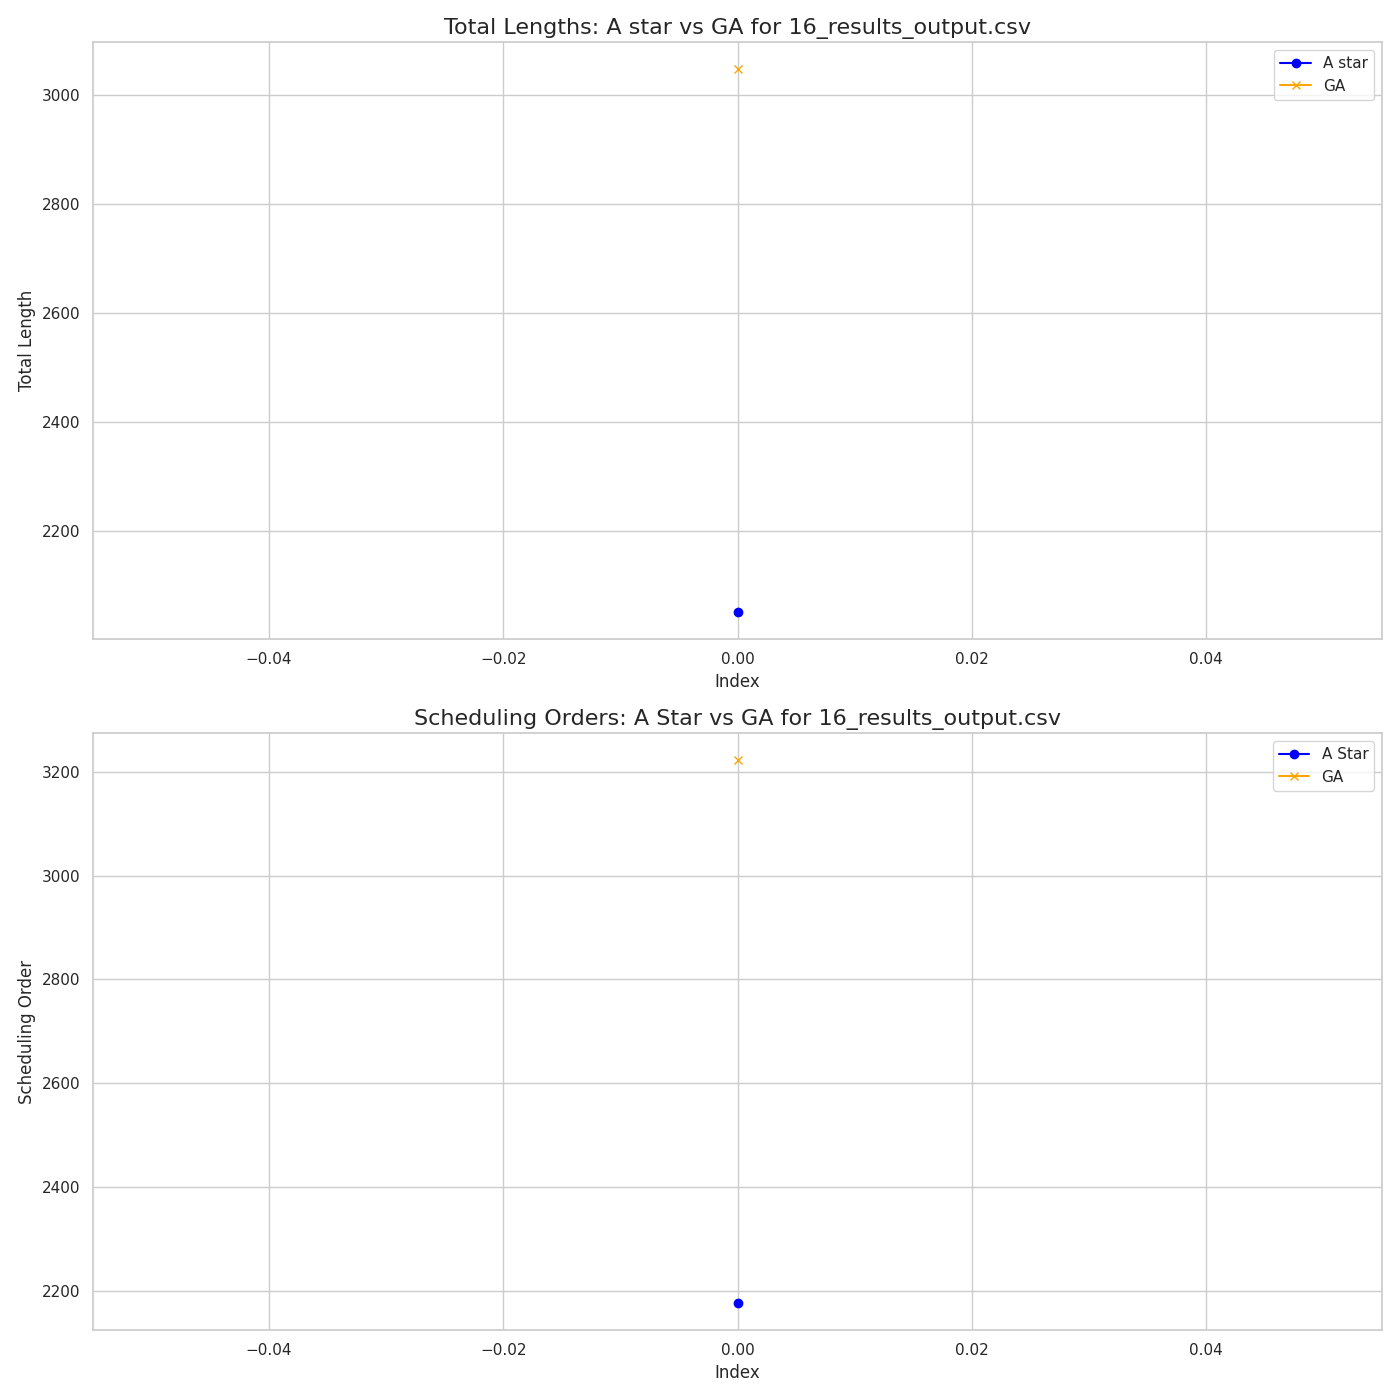 Total Lengths: A star vs GA for 16_results_output.csv
A star
GA
3000
2800
2600
2400
2200
Total Length
−0.04
−0.02
0.00
0.02
0.04
Index
Scheduling Orders: A Star vs GA for 16_results_output.csv
A Star
GA
3200
3000
2800
2600
2400
2200
Scheduling Order
−0.04
−0.02
0.00
0.02
0.04
Index